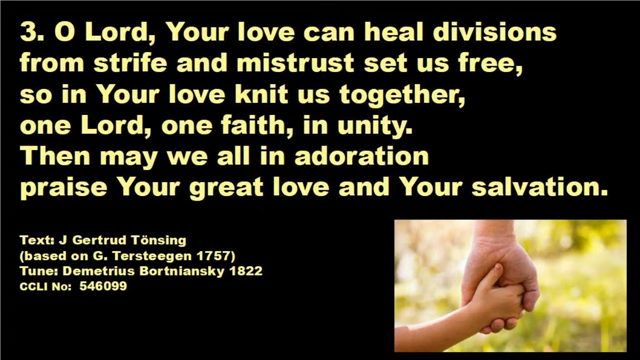 3. O Lord, Your love can heal divisions
from strife and mistrust set us free,
so in Your love knit us together,
one Lord, one faith, in unity.
Then may we all in adoration
praise Your great love and Your salvation.
Text: J Gertrud Tönsing
(based on G. Tersteegen 1757)
Tune: Demetrius Bortniansky 1822
CCLI No: 546099